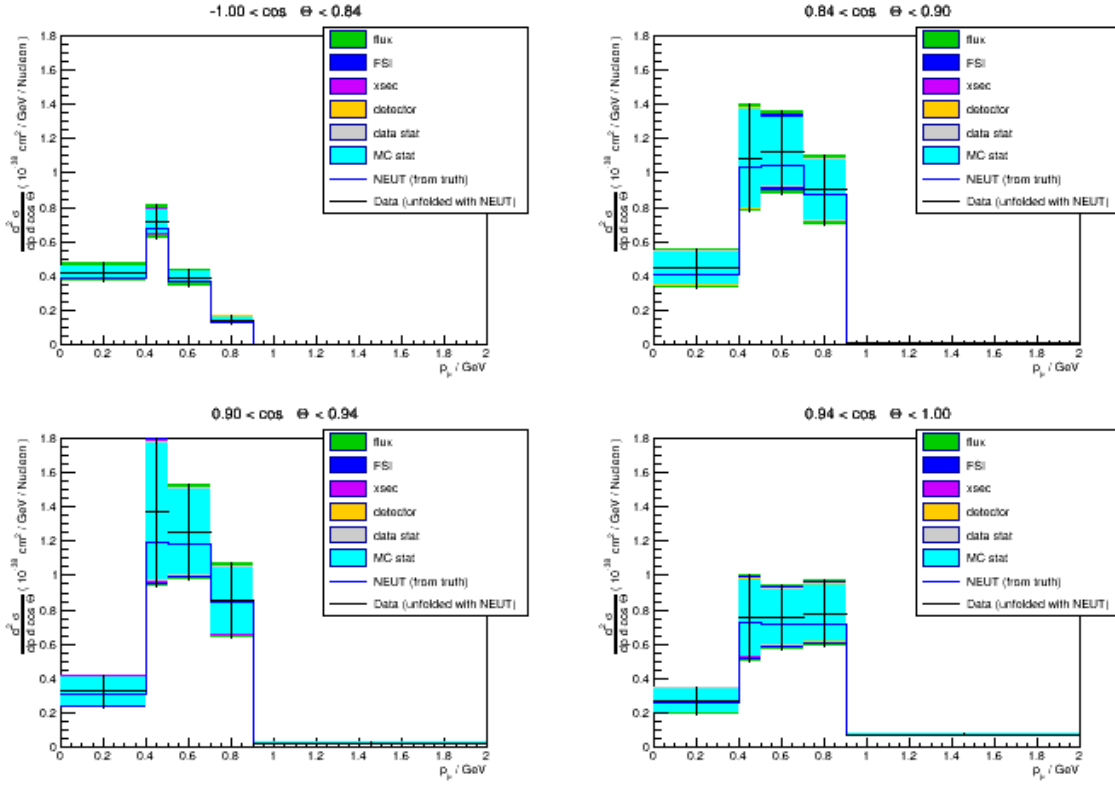 -1.00 < cos Θ < 0.84
d² σ / dp d cos Θ ( 10⁻³⁸ cm² / GeV / Nucleon )
1.8
1.6
1.4
1.2
1
0.8
0.6
0.4
0.2
0
flux
FSI
xsec
detector
data stat
MC stat
NEUT (from truth)
Data (unfolded with NEUT)
0 0.2 0.4 0.6 0.8 1 1.2 1.4 1.6 1.8 2
p_μ / GeV
0.84 < cos Θ < 0.90
d² σ / dp d cos Θ ( 10⁻³⁸ cm² / GeV / Nucleon )
1.8
1.6
1.4
1.2
1
0.8
0.6
0.4
0.2
0
flux
FSI
xsec
detector
data stat
MC stat
NEUT (from truth)
Data (unfolded with NEUT)
0 0.2 0.4 0.6 0.8 1 1.2 1.4 1.6 1.8 2
p_μ / GeV
0.90 < cos Θ < 0.94
d² σ / dp d cos Θ ( 10⁻³⁸ cm² / GeV / Nucleon )
1.8
1.6
1.4
1.2
1
0.8
0.6
0.4
0.2
0
flux
FSI
xsec
detector
data stat
MC stat
NEUT (from truth)
Data (unfolded with NEUT)
0 0.2 0.4 0.6 0.8 1 1.2 1.4 1.6 1.8 2
p_μ / GeV
0.94 < cos Θ < 1.00
d² σ / dp d cos Θ ( 10⁻³⁸ cm² / GeV / Nucleon )
1.8
1.6
1.4
1.2
1
0.8
0.6
0.4
0.2
0
flux
FSI
xsec
detector
data stat
MC stat
NEUT (from truth)
Data (unfolded with NEUT)
0 0.2 0.4 0.6 0.8 1 1.2 1.4 1.6 1.8 2
p_μ / GeV